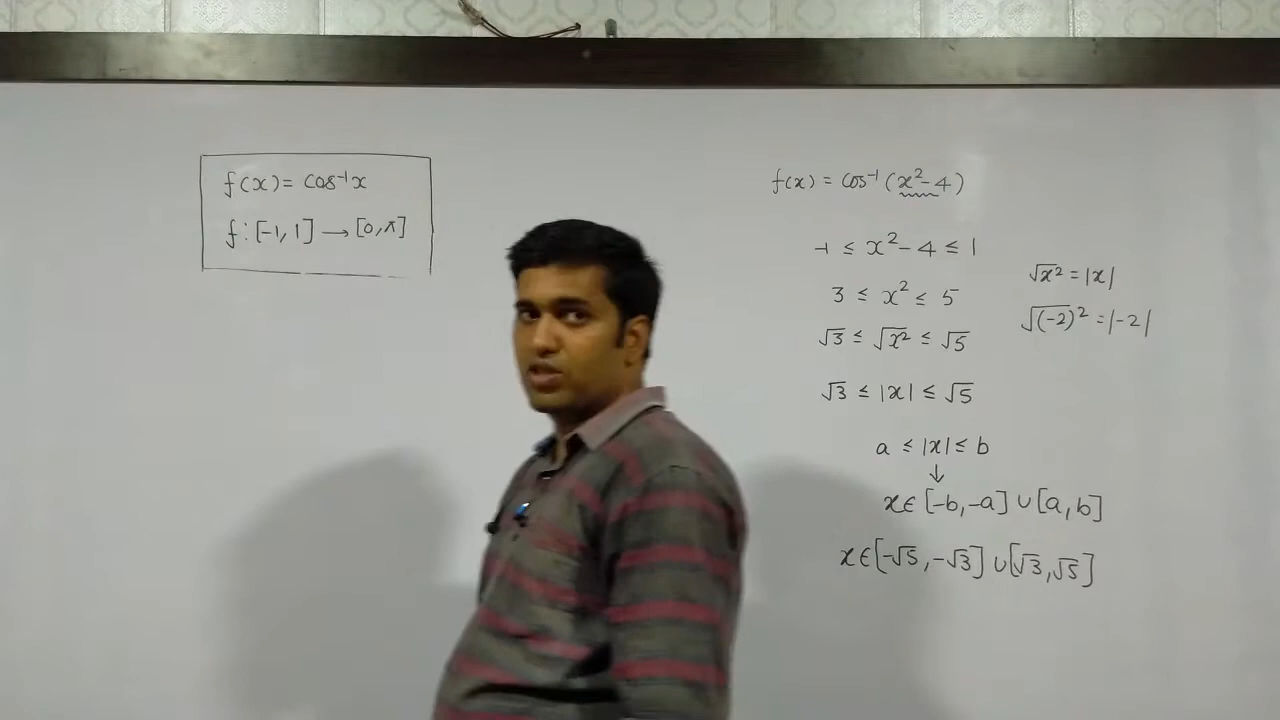 f(x) = cos⁻¹x
f: [-1, 1] → [0, π]
f(x) = cos⁻¹ (x² - 4)
-1 ≤ x² - 4 ≤ 1
3 ≤ x² ≤ 5
√3 ≤ √x² ≤ √5
√3 ≤ |x| ≤ √5
a ≤ |x| ≤ b
↓
x ∈ [-b, -a] ∪ [a, b]
x ∈ [-√5, -√3] ∪ [√3, √5]
√x² = |x|
√(-2)² = |-2|